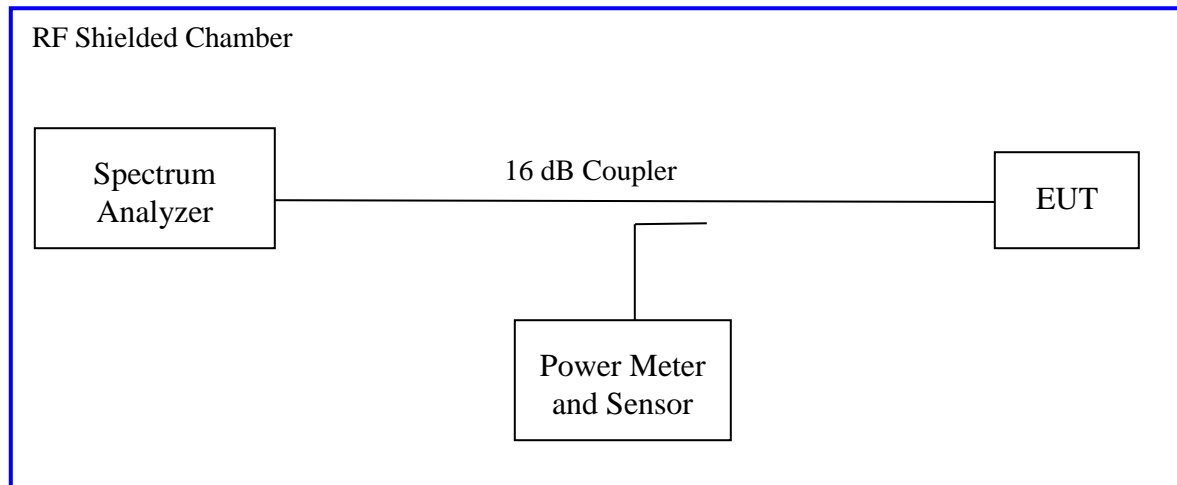 RF Shielded Chamber
Spectrum
Analyzer
16 dB Coupler
EUT
Power Meter
and Sensor